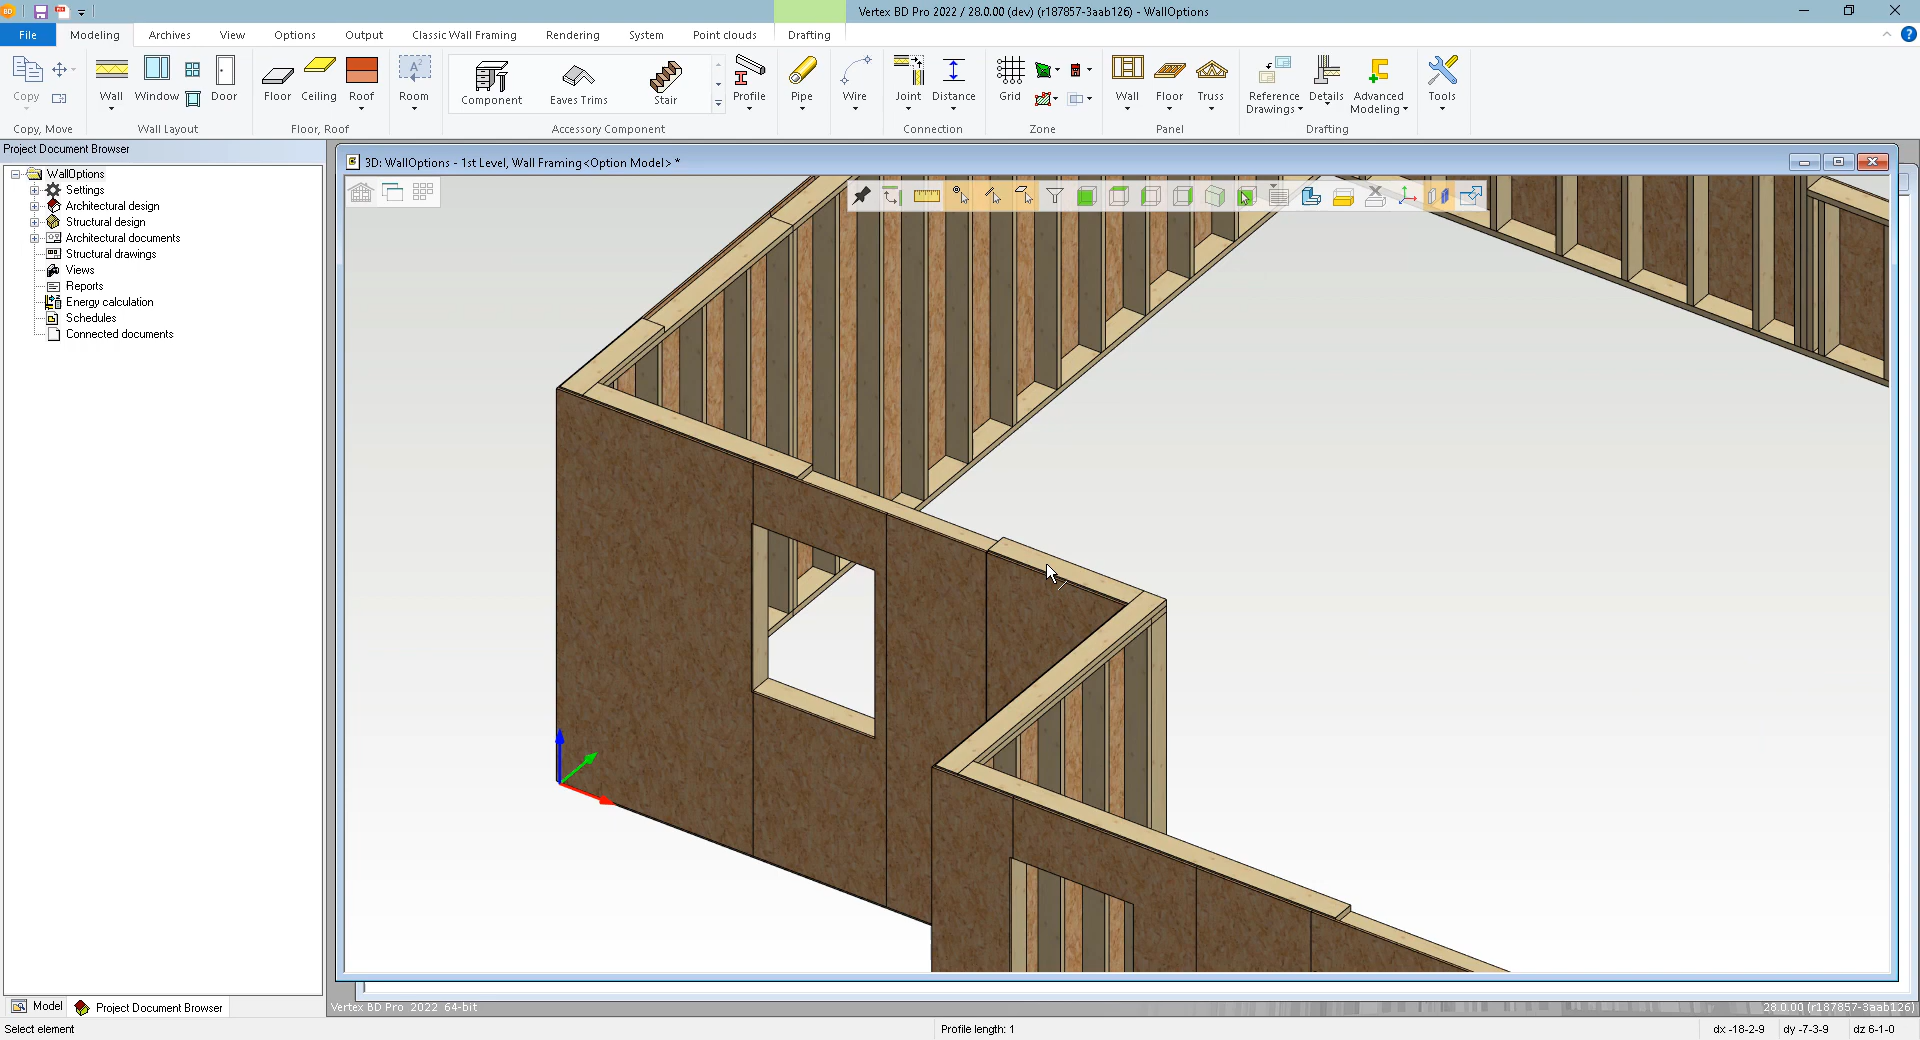 BD
PDF
Vertex BD Pro 2022 / 28.0.00 (dev) (r187857-3aab126) - WallOptions
File
Modeling
Archives
View
Options
Output
Classic Wall Framing
Rendering
System
Point clouds
Drafting
?
Copy
Wall
Window
Door
Floor
Ceiling
Roof
Room
Component
Eaves Trims
Stair
Profile
Pipe
Wire
Joint
Distance
Grid
Wall
Floor
Truss
Reference Drawings
Details
Advanced Modeling
Tools
Copy, Move
Wall Layout
Floor, Roof
Accessory Component
Connection
Zone
Panel
Drafting
Project Document Browser
3D: WallOptions - 1st Level, Wall Framing<Option Model> *
WallOptions
Settings
Architectural design
Structural design
Architectural documents
Structural drawings
Views
Reports
Energy calculation
Schedules
Connected documents
Model
Project Document Browser
Vertex BD Pro 2022 64-bit
28.0.00 (r187857-3aab126)
Select element
Profile length: 1
dx -18-2-9
dy -7-3-9
dz 6-1-0